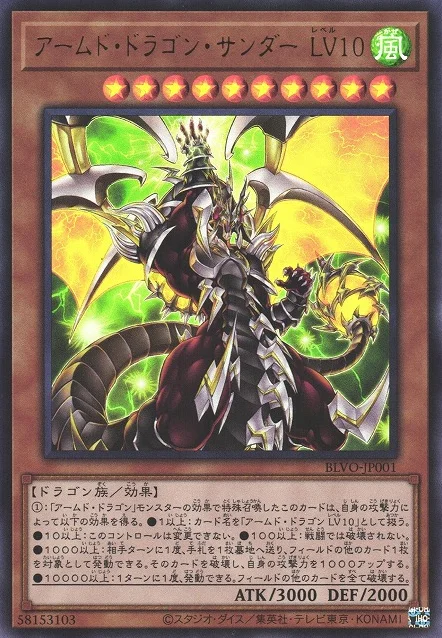 アームド・ドラゴン・サンダー LV10
風
BLVO-JP001
【ドラゴン族／効果】
①：「アームド・ドラゴン」モンスターの効果で特殊召喚したこのカードは、自身の攻撃力
によって以下の効果を得る。●1以上：カード名を「アームド・ドラゴン LV10」として扱う。
●10以上：このコントロールは変更できない。●100以上：戦闘では破壊されない。
●1000以上：相手ターンに1度、手札を1枚墓地へ送り、フィールドの他のカード1枚
を対象として発動できる。そのカードを破壊し、自身の攻撃力を1000アップする。
●10000以上：1ターンに1度、発動できる。フィールドの他のカードを全て破壊する。
ATK/3000 DEF/2000
58153103
©スタジオ・ダイス／集英社・テレビ東京・KONAMI